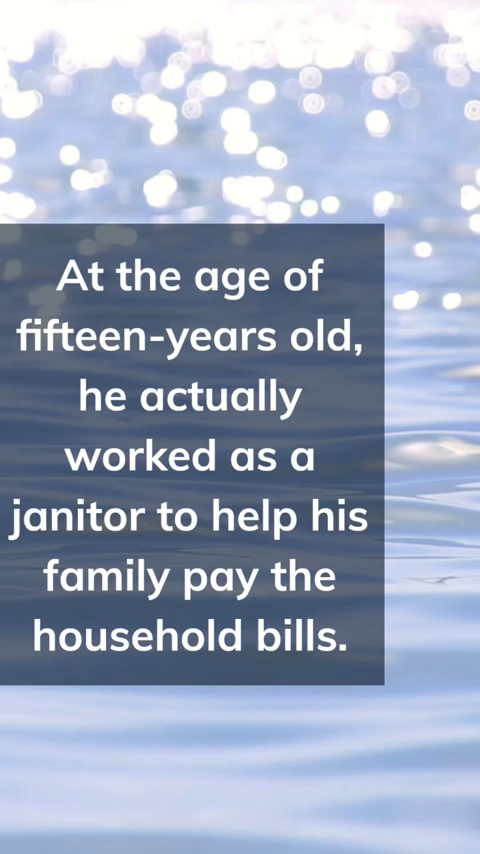 At the age of
fifteen-years old,
he actually
worked as a
janitor to help his
family pay the
household bills.